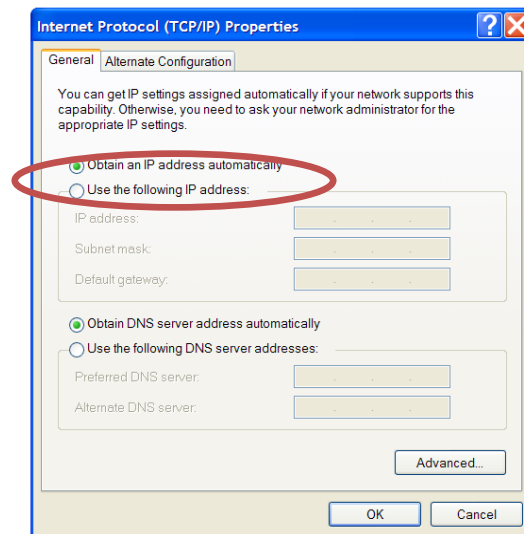 Internet Protocol (TCP/IP) Properties
General
Alternate Configuration
You can get IP settings assigned automatically if your network supports this
capability. Otherwise, you need to ask your network administrator for the
appropriate IP settings.
Obtain an IP address automatically
Use the following IP address:
IP address:
Subnet mask:
Default gateway:
Obtain DNS server address automatically
Use the following DNS server addresses:
Preferred DNS server:
Alternate DNS server:
Advanced...
OK
Cancel